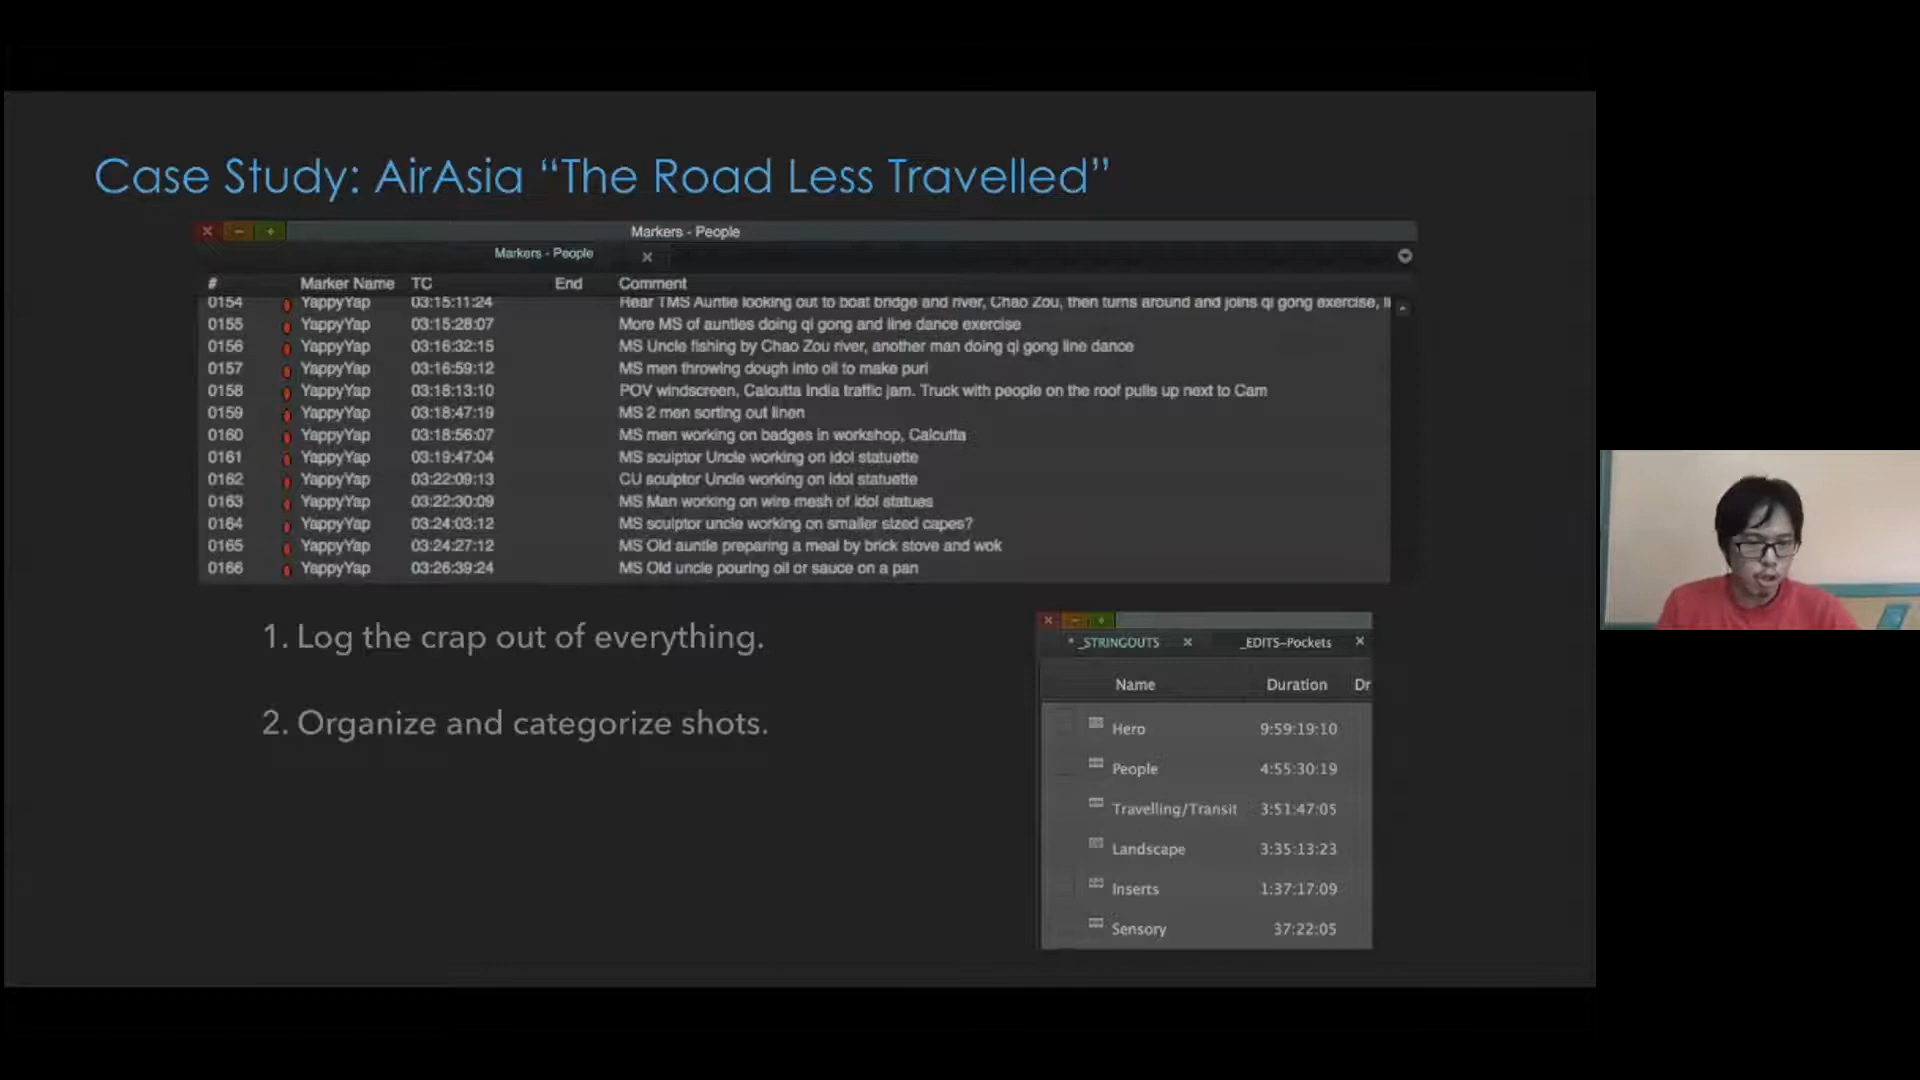 Case Study: AirAsia “The Road Less Travelled”
Markers - People
Markers - People
# Marker Name TC End Comment
0154 YappyYap 03:15:11:24 Rear TMS Auntie looking out to boat bridge and river, Chao Zou, then turns around and joins qi gong exercise, li
0155 YappyYap 03:15:28:07 More MS of aunties doing qi gong and line dance exercise
0156 YappyYap 03:16:32:15 MS Uncle fishing by Chao Zou river, another man doing qi gong line dance
0157 YappyYap 03:16:59:12 MS men throwing dough into oil to make puri
0158 YappyYap 03:18:13:10 POV windscreen, Calcutta India traffic jam. Truck with people on the roof pulls up next to Cam
0159 YappyYap 03:18:47:19 MS 2 men sorting out linen
0160 YappyYap 03:18:56:07 MS men working on badges in workshop, Calcutta
0161 YappyYap 03:19:47:04 MS sculptor Uncle working on idol statuette
0162 YappyYap 03:22:09:13 CU sculptor Uncle working on idol statuette
0163 YappyYap 03:22:30:09 MS Man working on wire mesh of idol statues
0164 YappyYap 03:24:03:12 MS sculptor uncle working on smaller sized capes?
0165 YappyYap 03:24:27:12 MS Old auntie preparing a meal by brick stove and wok
0166 YappyYap 03:26:39:24 MS Old uncle pouring oil or sauce on a pan
1. Log the crap out of everything.
2. Organize and categorize shots.
* _STRINGOUTS _EDITS-Pockets
Name Duration Dr
Hero 9:59:19:10
People 4:55:30:19
Travelling/Transit 3:51:47:05
Landscape 3:35:13:23
Inserts 1:37:17:09
Sensory 37:22:05